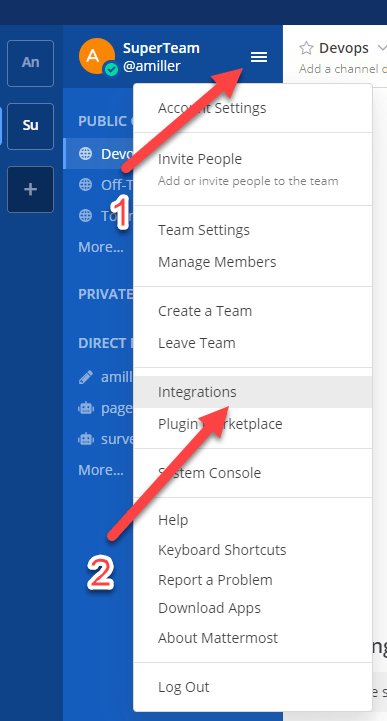 An
Su
+
A
SuperTeam
@amiller
Devops
Add a channel d
PUBLIC
Devo
Off-T
More...
PRIVATE
DIRECT
amill
page
surve
More...
1
Account Settings
Invite People
Add or invite people to the team
Team Settings
Manage Members
Create a Team
Leave Team
Integrations
Plugin Marketplace
System Console
2
Help
Keyboard Shortcuts
Report a Problem
Download Apps
About Mattermost
Log Out
ng
e s